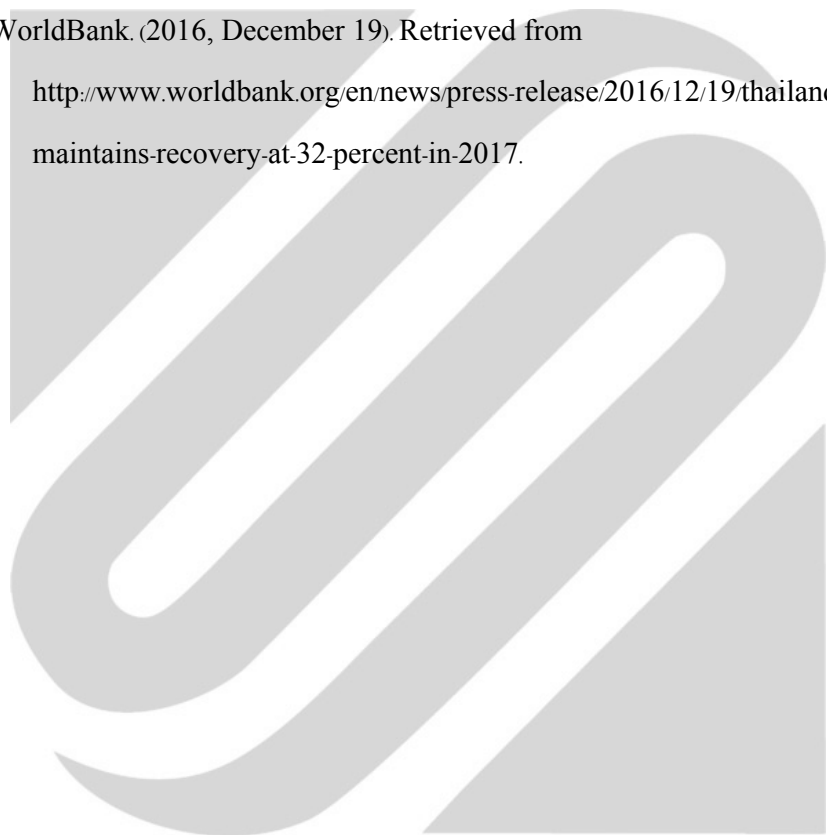 WorldBank. (2016, December 19). Retrieved from
http://www.worldbank.org/en/news/press-release/2016/12/19/thailand
maintains-recovery-at-32-percent-in-2017.